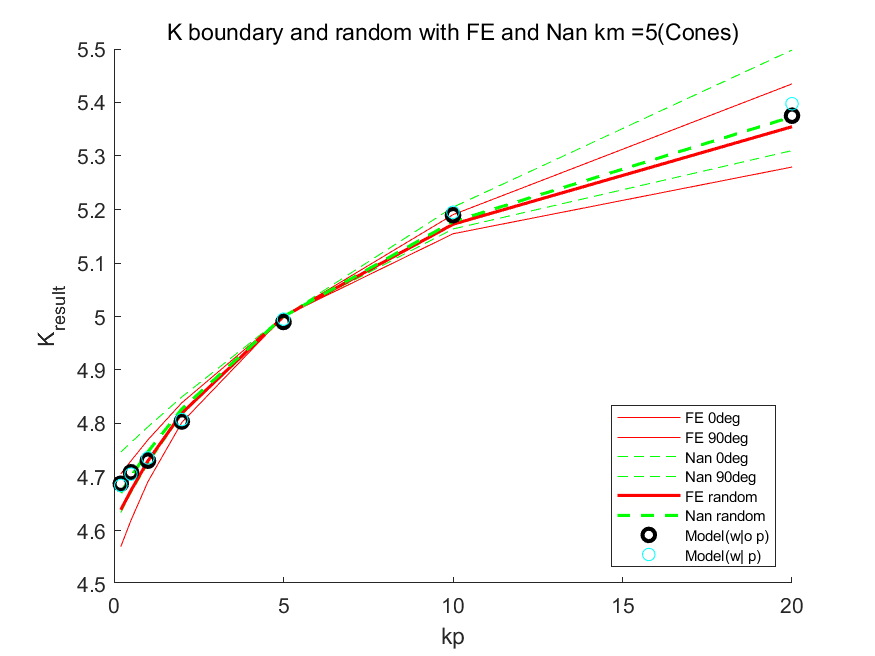 K boundary and random with FE and Nan km =5(Cones)
5.5
5.4
5.3
5.2
5.1
5
4.9
4.8
4.7
4.6
4.5
K_result
FE 0deg
FE 90deg
Nan 0deg
Nan 90deg
FE random
Nan random
Model(w|o p)
Model(w| p)
0 5 10 15 20
kp